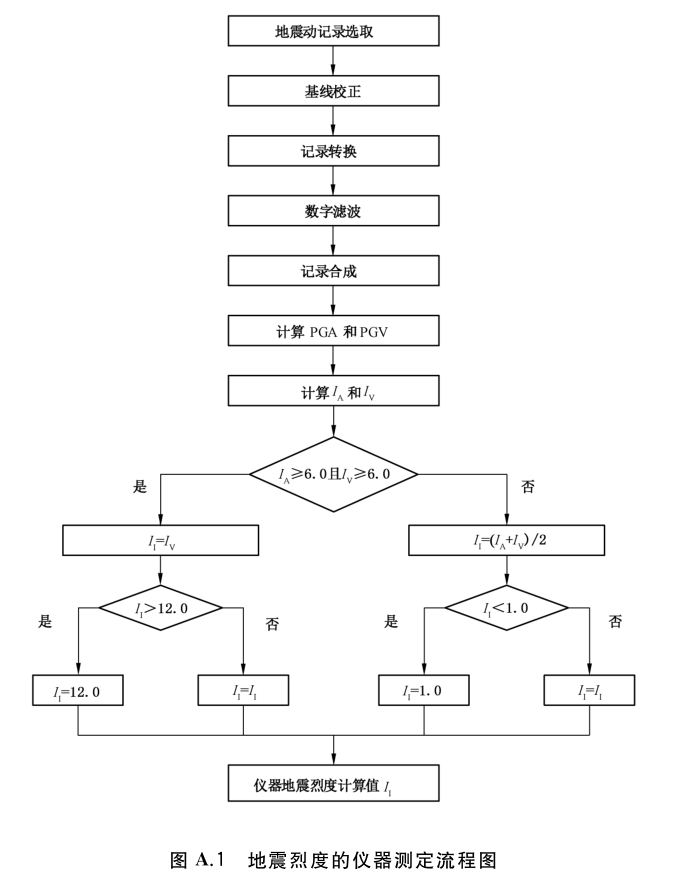 地震动记录选取
基线校正
记录转换
数字滤波
记录合成
计算 PGA 和 PGV
计算 I_A 和 I_V
I_A≥6.0且I_V≥6.0
是
否
I_I=I_V
I_I=(I_A+I_V)/2
I_I>12.0
I_I<1.0
是
否
是
否
I_I=12.0
I_I=I_I
I_I=1.0
I_I=I_I
仪器地震烈度计算值 I_I
图 A.1 地震烈度的仪器测定流程图